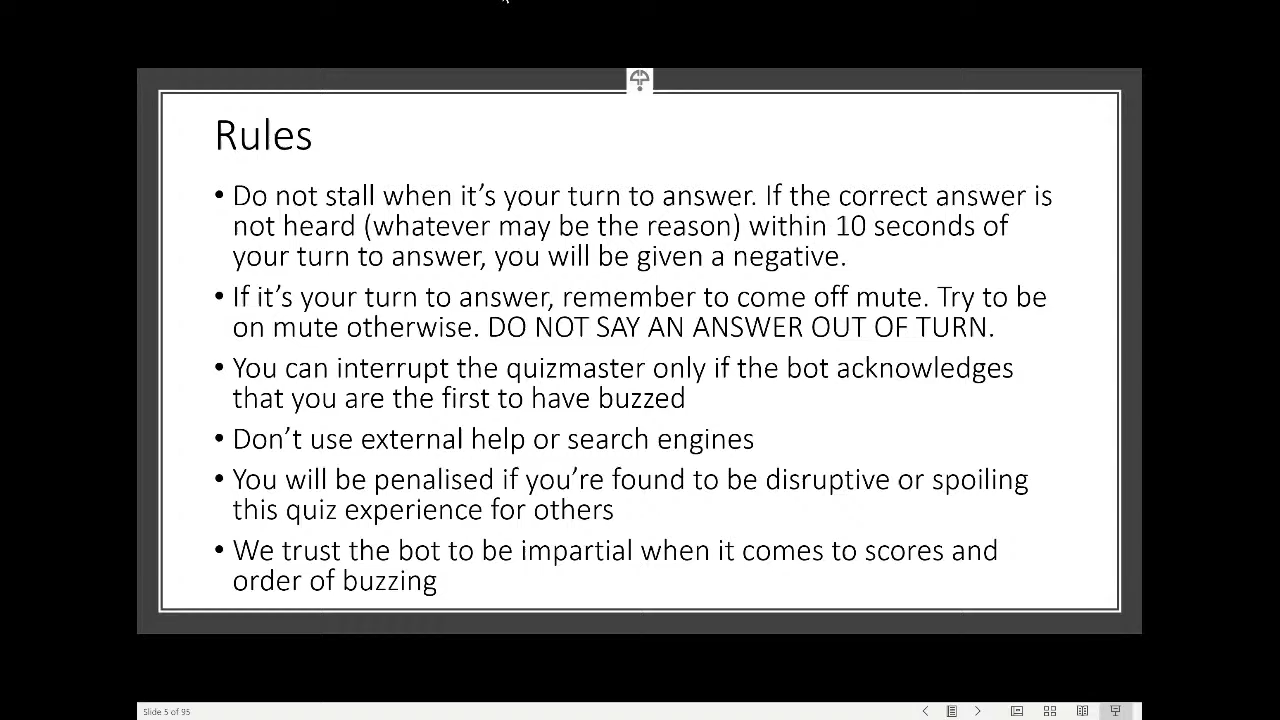 Rules
• Do not stall when it’s your turn to answer. If the correct answer is
not heard (whatever may be the reason) within 10 seconds of
your turn to answer, you will be given a negative.
• If it’s your turn to answer, remember to come off mute. Try to be
on mute otherwise. DO NOT SAY AN ANSWER OUT OF TURN.
• You can interrupt the quizmaster only if the bot acknowledges
that you are the first to have buzzed
• Don’t use external help or search engines
• You will be penalised if you’re found to be disruptive or spoiling
this quiz experience for others
• We trust the bot to be impartial when it comes to scores and
order of buzzing
Slide 5 of 95